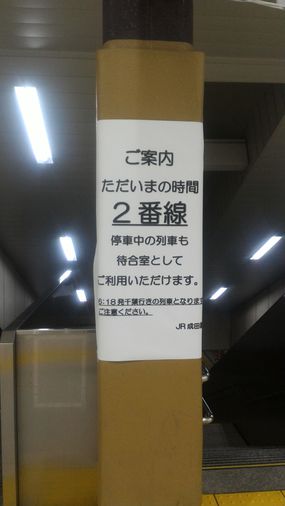 ご案内
ただいまの時間
2番線
停車中の列車も
待合室として
ご利用いただけます。
5:18発千葉行きの列車となります
ご注意ください。
JR 成田